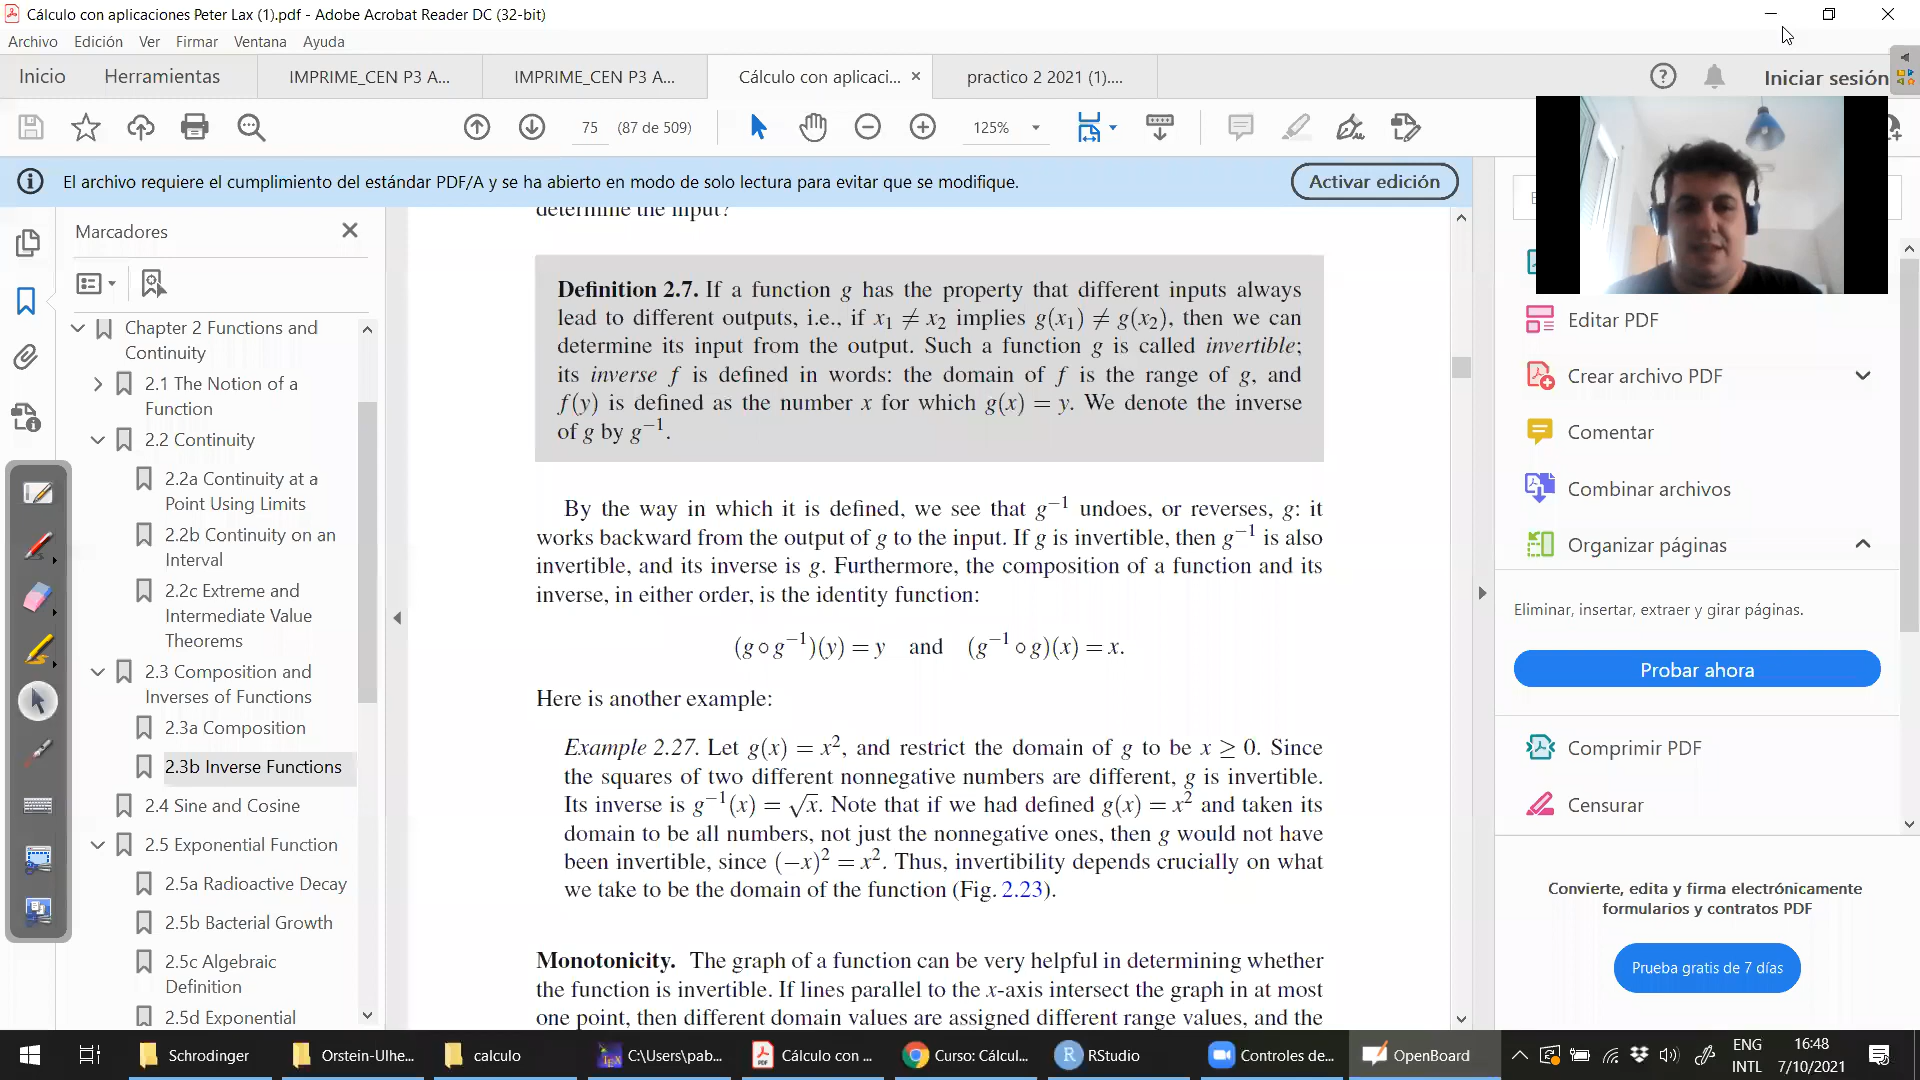 Cálculo con aplicaciones Peter Lax (1).pdf - Adobe Acrobat Reader DC (32-bit)
Archivo Edición Ver Firmar Ventana Ayuda
Inicio Herramientas IMPRIME_CEN P3 A... IMPRIME_CEN P3 A... Cálculo con aplicaci... × practico 2 2021 (1).... Iniciar sesión
75 (87 de 509) 125%
El archivo requiere el cumplimiento del estándar PDF/A y se ha abierto en modo de solo lectura para evitar que se modifique. Activar edición
Marcadores
Chapter 2 Functions and
Continuity
2.1 The Notion of a
Function
2.2 Continuity
2.2a Continuity at a
Point Using Limits
2.2b Continuity on an
Interval
2.2c Extreme and
Intermediate Value
Theorems
2.3 Composition and
Inverses of Functions
2.3a Composition
2.3b Inverse Functions
2.4 Sine and Cosine
2.5 Exponential Function
2.5a Radioactive Decay
2.5b Bacterial Growth
2.5c Algebraic
Definition
2.5d Exponential
determine the input?
Definition 2.7. If a function g has the property that different inputs always
lead to different outputs, i.e., if x₁ ≠ x₂ implies g(x₁) ≠ g(x₂), then we can
determine its input from the output. Such a function g is called invertible;
its inverse f is defined in words: the domain of f is the range of g, and
f(y) is defined as the number x for which g(x) = y. We denote the inverse
of g by g⁻¹.
By the way in which it is defined, we see that g⁻¹ undoes, or reverses, g: it
works backward from the output of g to the input. If g is invertible, then g⁻¹ is also
invertible, and its inverse is g. Furthermore, the composition of a function and its
inverse, in either order, is the identity function:
(g∘g⁻¹)(y) = y and (g⁻¹∘g)(x) = x.
Here is another example:
Example 2.27. Let g(x) = x², and restrict the domain of g to be x ≥ 0. Since
the squares of two different nonnegative numbers are different, g is invertible.
Its inverse is g⁻¹(x) = √x. Note that if we had defined g(x) = x² and taken its
domain to be all numbers, not just the nonnegative ones, then g would not have
been invertible, since (−x)² = x². Thus, invertibility depends crucially on what
we take to be the domain of the function (Fig. 2.23).
Monotonicity. The graph of a function can be very helpful in determining whether
the function is invertible. If lines parallel to the x-axis intersect the graph in at most
one point, then different domain values are assigned different range values, and the
Editar PDF
Crear archivo PDF
Comentar
Combinar archivos
Organizar páginas
Eliminar, insertar, extraer y girar páginas.
Probar ahora
Comprimir PDF
Censurar
Convierte, edita y firma electrónicamente
formularios y contratos PDF
Prueba gratis de 7 días
Schrodinger Orstein-Ulhe... calculo C:\Users\pab... Cálculo con ... Curso: Cálcul... RStudio Controles de... OpenBoard ENG 16:48
INTL 7/10/2021